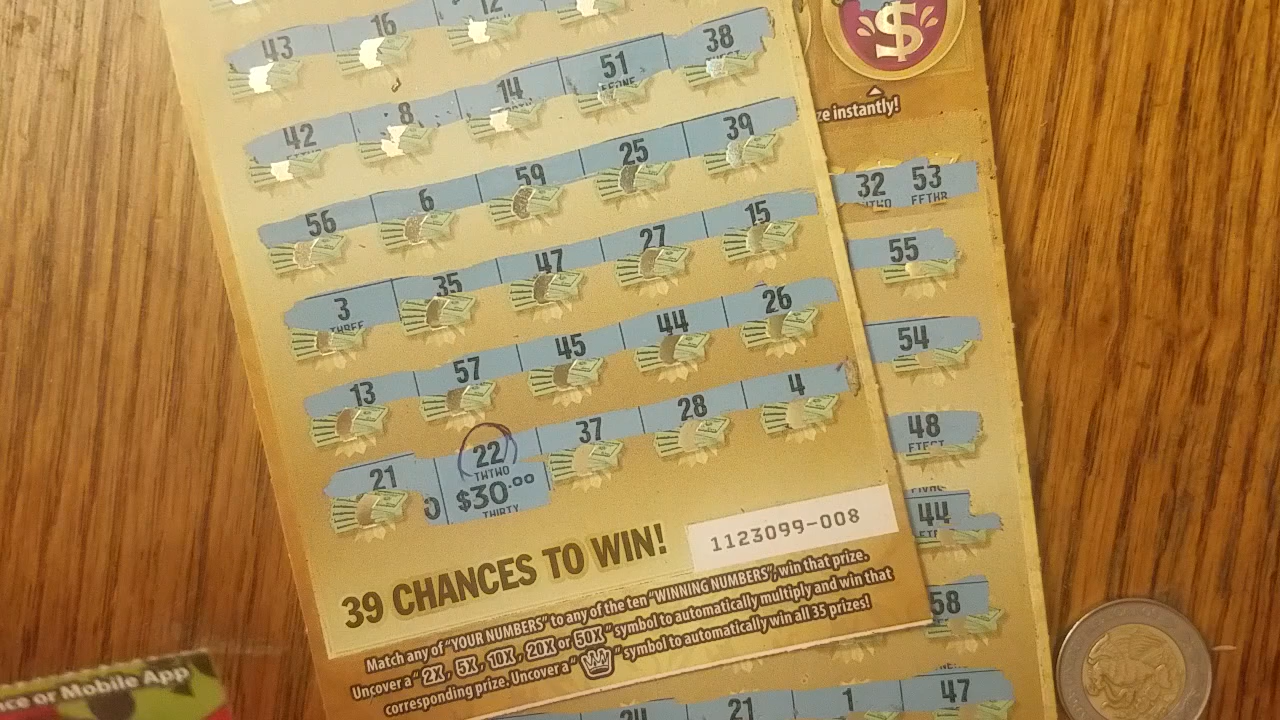 43 16 12
42 8 14 51 38
56 6 59 25 39
3 35 47 27 15
THREE
13 57 45 44 26
21 22 37 28 4
TWTWO
$30.00
THIRTY
39 CHANCES TO WIN!
1123099-008
Match any of "YOUR NUMBERS" to any of the ten "WINNING NUMBERS", win that prize.
Uncover a "2X, 5X, 10X, 20X or 50X" symbol to automatically multiply and win that
corresponding prize. Uncover a " " symbol to automatically win all 35 prizes!
$
ze instantly!
32 53
FFTHR
55
54
48
44
58
21 1 47
nce or Mobile App